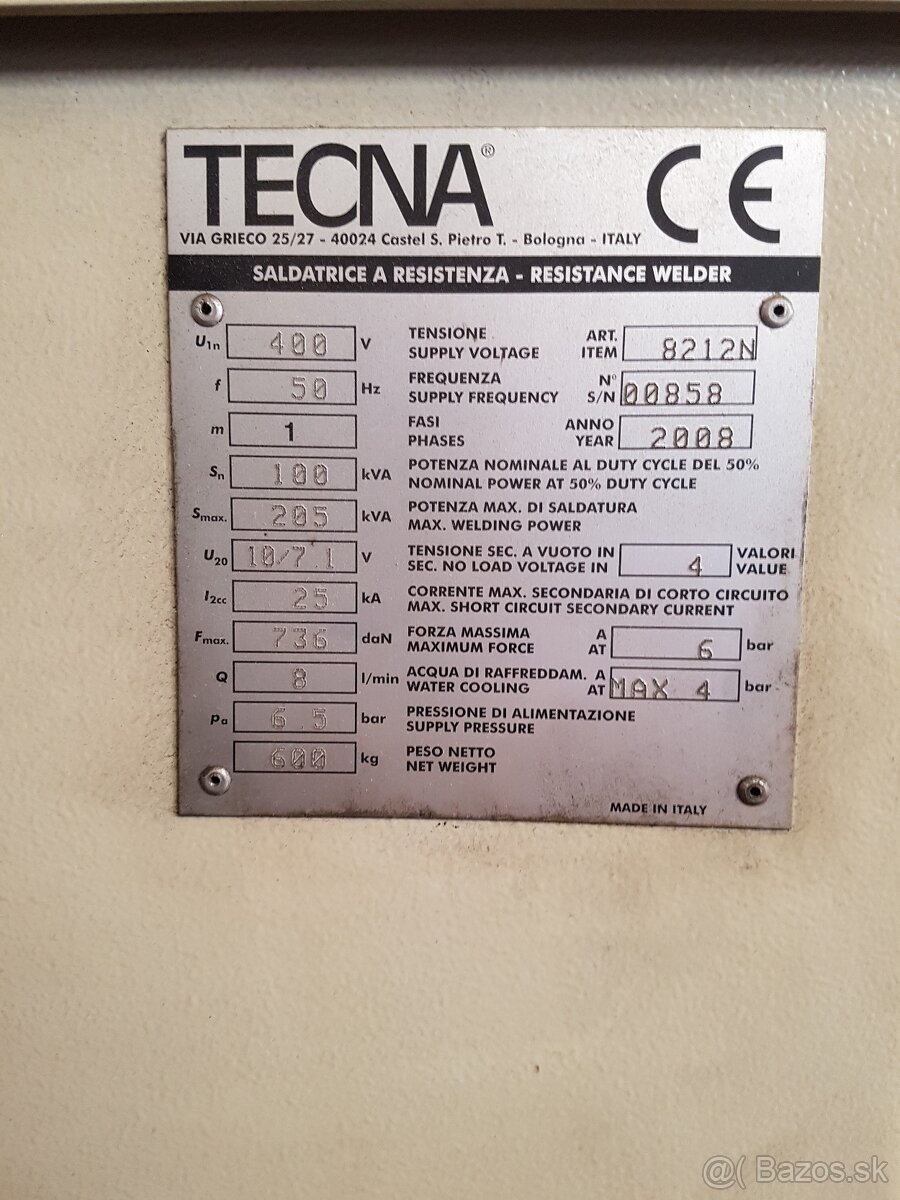 TECNA® CE
VIA GRIECO 25/27 - 40024 Castel S. Pietro T. - Bologna - ITALY
SALDATRICE A RESISTENZA - RESISTANCE WELDER
U1n 400 V TENSIONE SUPPLY VOLTAGE ART. ITEM 8212N
f 50 Hz FREQUENZA SUPPLY FREQUENCY N° S/N 00858
m 1 FASI PHASES ANNO YEAR 2008
Sn 100 kVA POTENZA NOMINALE AL DUTY CYCLE DEL 50% NOMINAL POWER AT 50% DUTY CYCLE
Smax. 205 kVA POTENZA MAX. DI SALDATURA MAX. WELDING POWER
U20 10/7.1 V TENSIONE SEC. A VUOTO IN SEC. NO LOAD VOLTAGE IN 4 VALORI VALUE
I2cc 25 kA CORRENTE MAX. SECONDARIA DI CORTO CIRCUITO MAX. SHORT CIRCUIT SECONDARY CURRENT
Fmax. 736 daN FORZA MASSIMA MAXIMUM FORCE A AT 6 bar
Q 8 l/min ACQUA DI RAFFREDDAM. WATER COOLING A AT MAX 4 bar
pa 6.5 bar PRESSIONE DI ALIMENTAZIONE SUPPLY PRESSURE
600 kg PESO NETTO NET WEIGHT
MADE IN ITALY
@( Bazos.sk